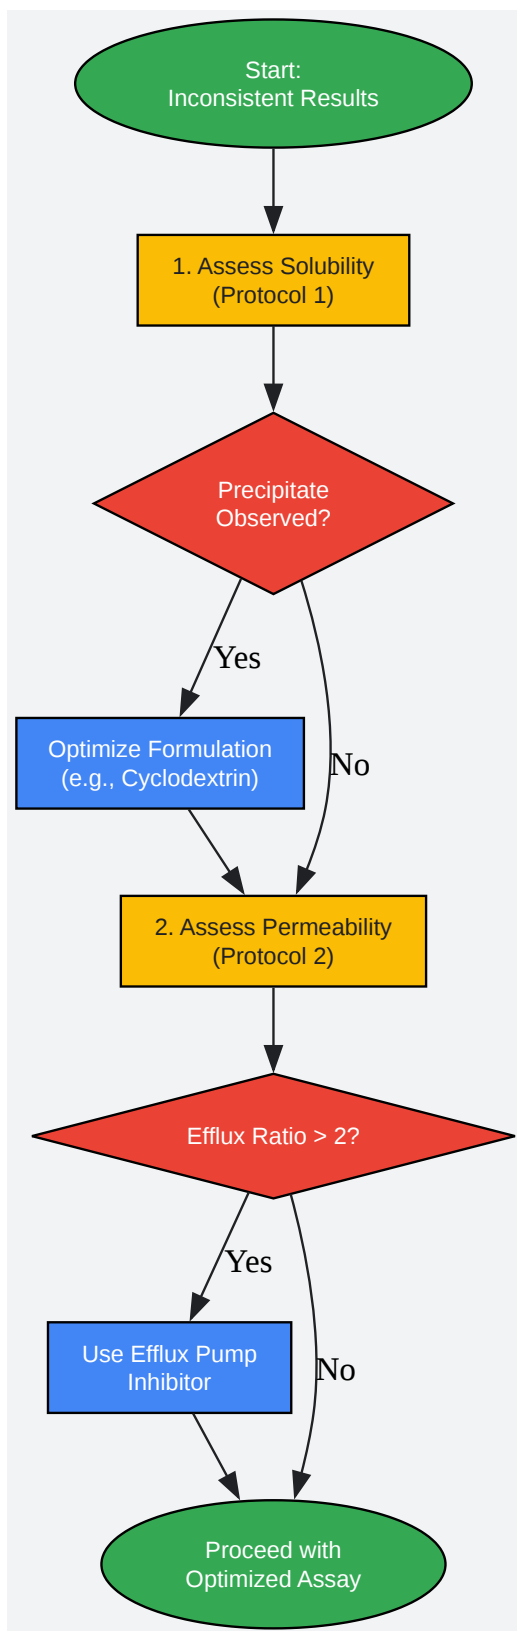 Start:
Inconsistent Results
1. Assess Solubility
(Protocol 1)
Precipitate
Observed?
Yes
Optimize Formulation
(e.g., Cyclodextrin)
No
2. Assess Permeability
(Protocol 2)
Efflux Ratio > 2?
Yes
Use Efflux Pump
Inhibitor
No
Proceed with
Optimized Assay